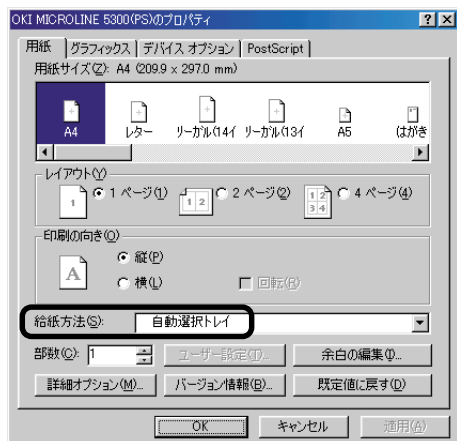 OKI MICROLINE 5300(PS)のプロパティ
用紙 グラフィックス デバイス オプション PostScript
用紙サイズ(Z): A4 (209.9 x 297.0 mm)
A4 レター リーガル(14イ リーガル(13イ A5 はがき
レイアウト(Y)
1 1 ページ(1) 1 2 2 ページ(2) 1 2 3 4 4 ページ(4)
印刷の向き(O)
A 縦(P)
横(L) 回転(R)
給紙方法(S): 自動選択トレイ
部数(C): 1 ユーザー設定(T)... 余白の編集(I)...
詳細オプション(M)... バージョン情報(B)... 既定値に戻す(D)
OK キャンセル 適用(A)